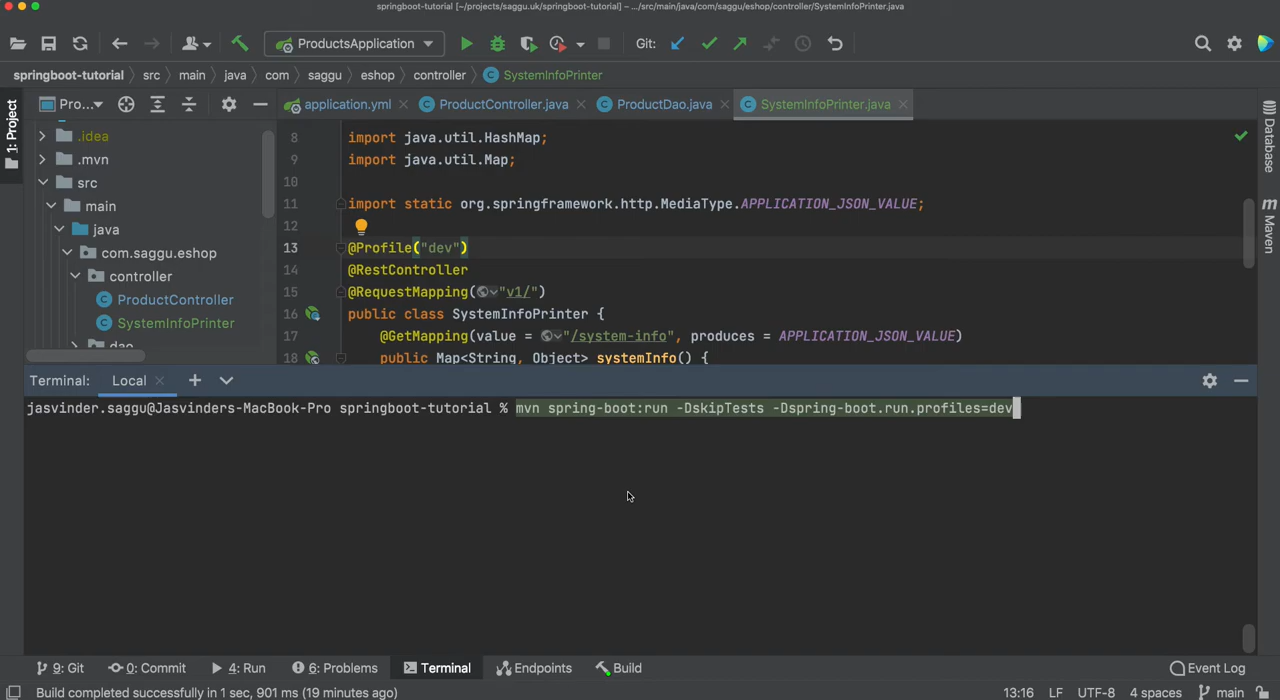 springboot-tutorial [~/projects/saggu.uk/springboot-tutorial] – .../src/main/java/com/saggu/eshop/controller/SystemInfoPrinter.java
ProductsApplication
Git:
springboot-tutorial
src
main
java
com
saggu
eshop
controller
SystemInfoPrinter
1: Project
Pro...
application.yml
ProductController.java
ProductDao.java
SystemInfoPrinter.java
Database
Maven
.idea
.mvn
src
main
java
com.saggu.eshop
controller
ProductController
SystemInfoPrinter
dao
8 import java.util.HashMap;
9 import java.util.Map;
10
11 import static org.springframework.http.MediaType.APPLICATION_JSON_VALUE;
12
13 @Profile("dev")
14 @RestController
15 @RequestMapping("v1/")
16 public class SystemInfoPrinter {
17 @GetMapping(value = "/system-info", produces = APPLICATION_JSON_VALUE)
18 public Map<String, Object> systemInfo() {
Terminal: Local
jasvinder.saggu@Jasvinders-MacBook-Pro springboot-tutorial % mvn spring-boot:run -DskipTests -Dspring-boot.run.profiles=dev
9: Git
0: Commit
4: Run
6: Problems
Terminal
Endpoints
Build
Event Log
Build completed successfully in 1 sec, 901 ms (19 minutes ago)
13:16 LF UTF-8 4 spaces main